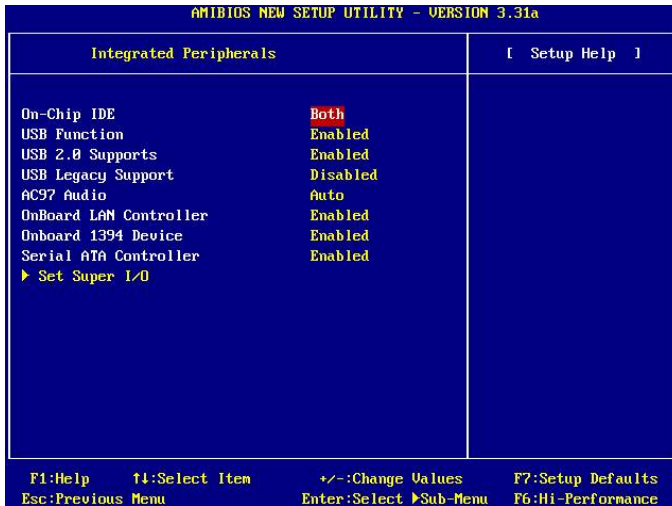 AMIBIOS NEW SETUP UTILITY - VERSION 3.31a
Integrated Peripherals
[ Setup Help ]
On-Chip IDE Both
USB Function Enabled
USB 2.0 Supports Enabled
USB Legacy Support Disabled
AC97 Audio Auto
OnBoard LAN Controller Enabled
Onboard 1394 Device Enabled
Serial ATA Controller Enabled
▶ Set Super I/O
F1:Help ↑↓:Select Item +/-:Change Values F7:Setup Defaults
Esc:Previous Menu Enter:Select ▶Sub-Menu F6:Hi-Performance